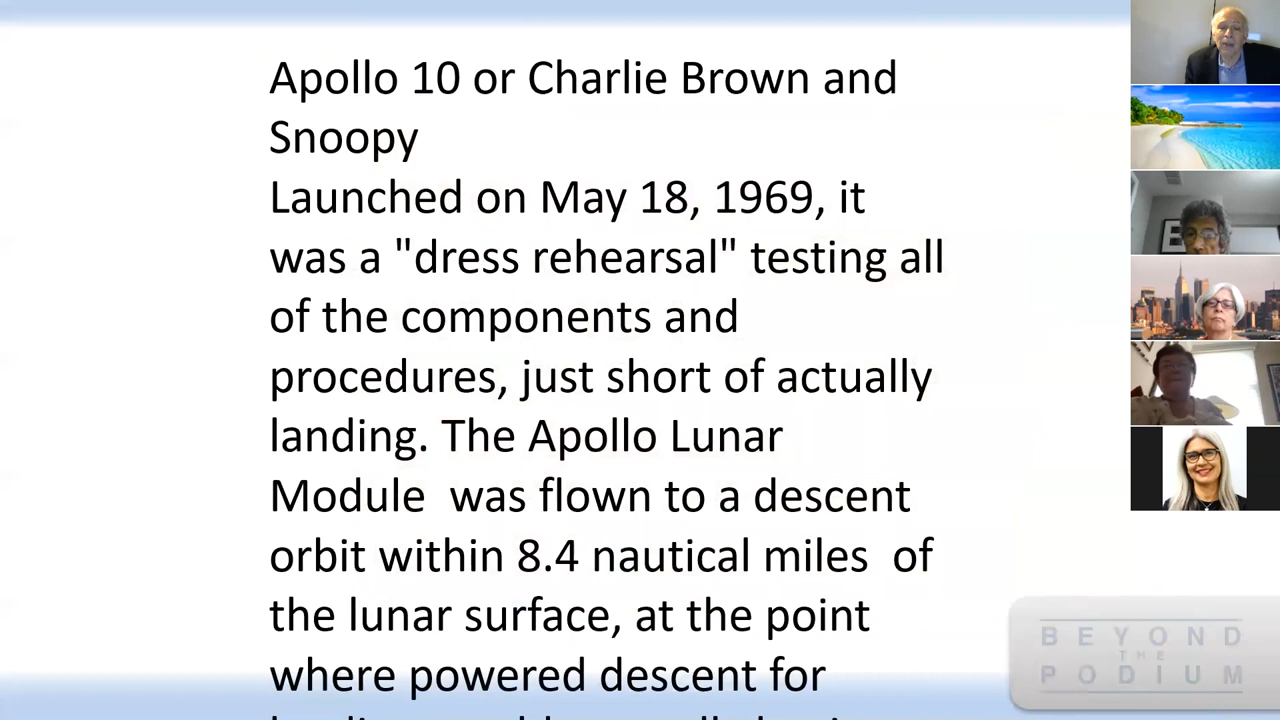 Apollo 10 or Charlie Brown and
Snoopy
Launched on May 18, 1969, it
was a "dress rehearsal" testing all
of the components and
procedures, just short of actually
landing. The Apollo Lunar
Module  was flown to a descent
orbit within 8.4 nautical miles  of
the lunar surface, at the point
where powered descent for
BEYOND
THE
PODIUM